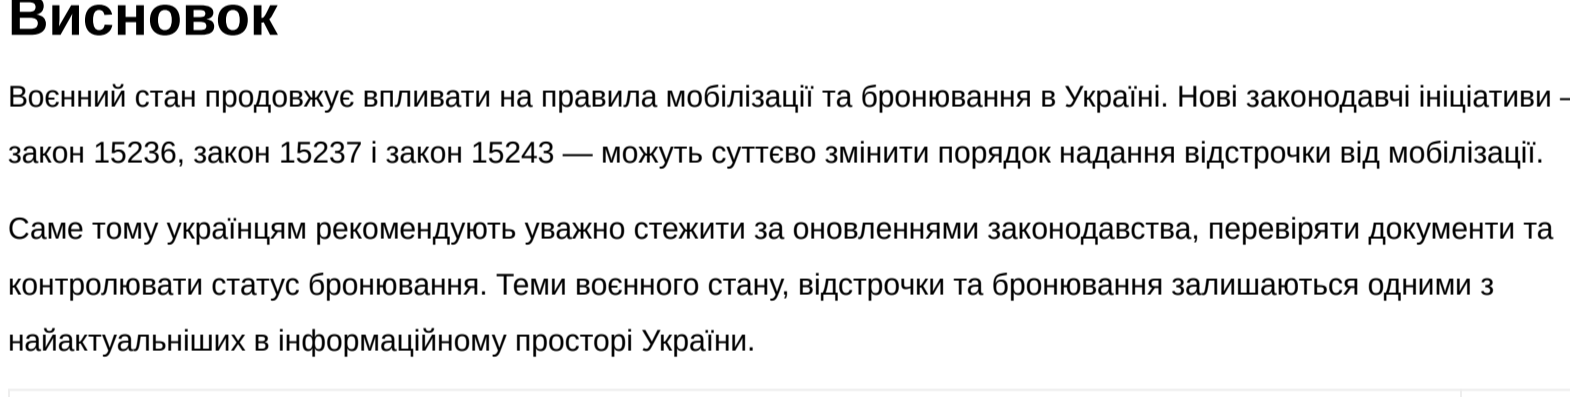 Висновок
Воєнний стан продовжує впливати на правила мобілізації та бронювання в Україні. Нові законодавчі ініціативи –
закон 15236, закон 15237 і закон 15243 — можуть суттєво змінити порядок надання відстрочки від мобілізації.
Саме тому українцям рекомендують уважно стежити за оновленнями законодавства, перевіряти документи та
контролювати статус бронювання. Теми воєнного стану, відстрочки та бронювання залишаються одними з
найактуальніших в інформаційному просторі України.